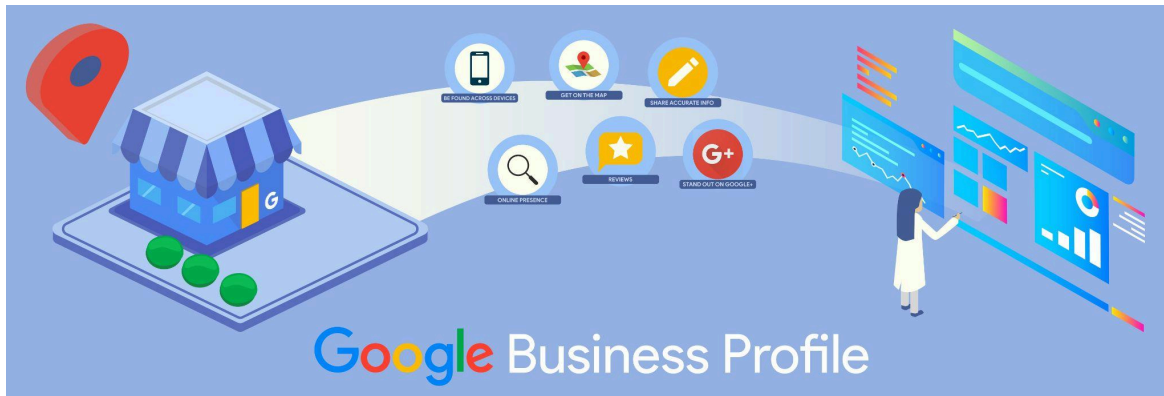 BE FOUND ACROSS DEVICES
GET ON THE MAP
SHARE ACCURATE INFO
ONLINE PRESENCE
REVIEWS
G+
STAND OUT ON GOOGLE+
G
Google Business Profile